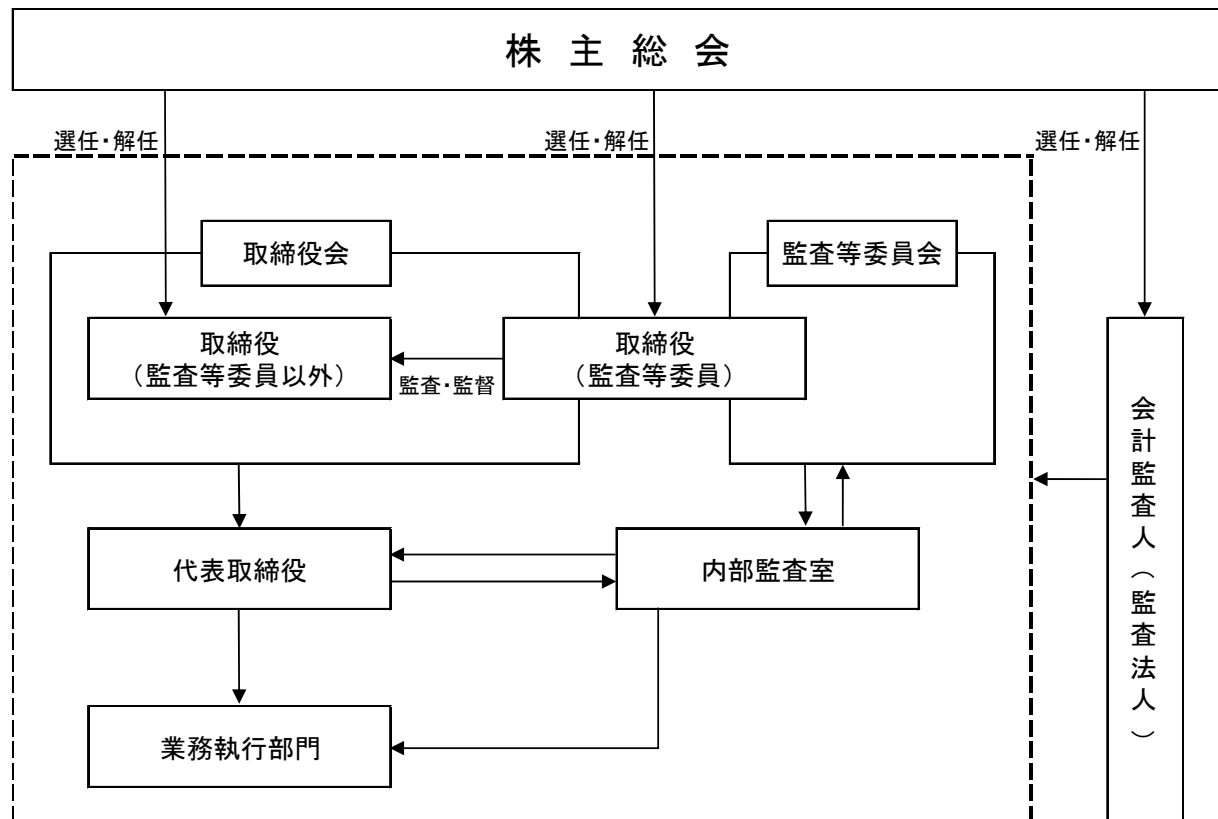 株主総会
選任・解任
選任・解任
選任・解任
取締役会
監査等委員会
取締役
（監査等委員以外）
監査・監督
取締役
（監査等委員）
会計監査人（監査法人）
代表取締役
内部監査室
業務執行部門